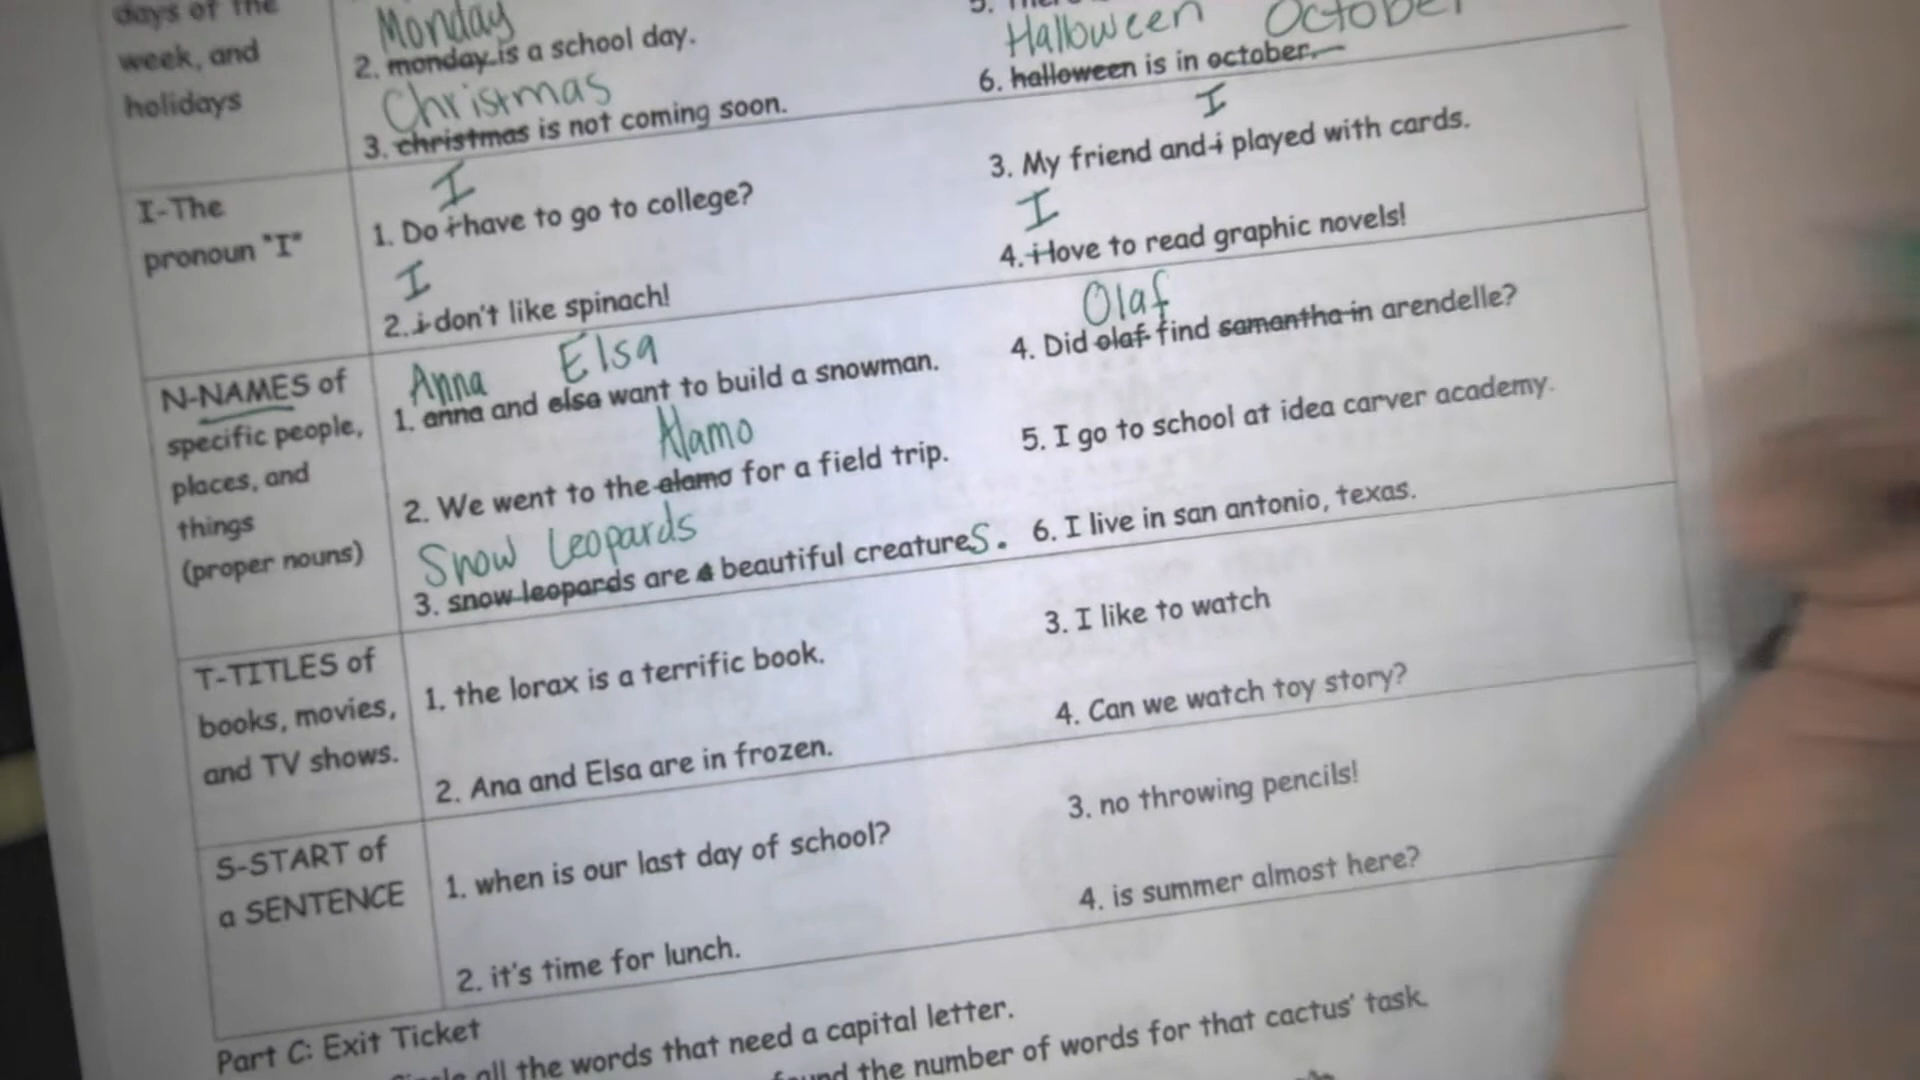 days of the
week, and
holidays
Monday
2. monday is a school day.
Christmas
3. christmas is not coming soon.
Halloween October
6. halloween is in october.
I-The
pronoun "I"
I
1. Do i have to go to college?
I
2. i don't like spinach!
I
3. My friend and i played with cards.
I
4. i love to read graphic novels!
N-NAMES of
specific people,
places, and
things
(proper nouns)
Anna Elsa
1. anna and elsa want to build a snowman.
Alamo
2. We went to the alamo for a field trip.
Snow Leopards
3. snow leopards are a beautiful creatures.
Olaf
4. Did olaf find samantha in arendelle?
5. I go to school at idea carver academy.
6. I live in san antonio, texas.
T-TITLES of
books, movies,
and TV shows.
1. the lorax is a terrific book.
2. Ana and Elsa are in frozen.
3. I like to watch
4. Can we watch toy story?
S-START of
a SENTENCE
1. when is our last day of school?
2. it's time for lunch.
3. no throwing pencils!
4. is summer almost here?
Part C: Exit Ticket
all the words that need a capital letter.
the number of words for that cactus' task.